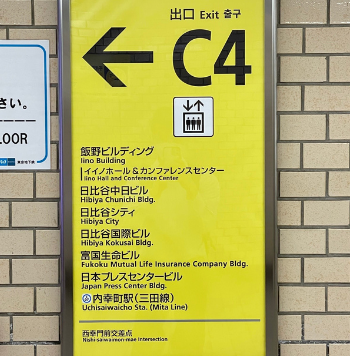 出口 Exit 출구
C4
飯野ビルディング
Iino Building
イイノホール&カンファレンスセンター
Iino Hall and Conference Center
日比谷中日ビル
Hibiya Chunichi Bldg.
日比谷シティ
Hibiya City
日比谷国際ビル
Hibiya Kokusai Bldg.
富国生命ビル
Fukoku Mutual Life Insurance Company Bldg.
日本プレスセンタービル
Japan Press Center Bldg.
内幸町駅(三田線)
Uchisaiwaicho Sta. (Mita Line)
西幸門前交差点
Nishi-saiwaimon-mae Intersection
さい。
LOOR